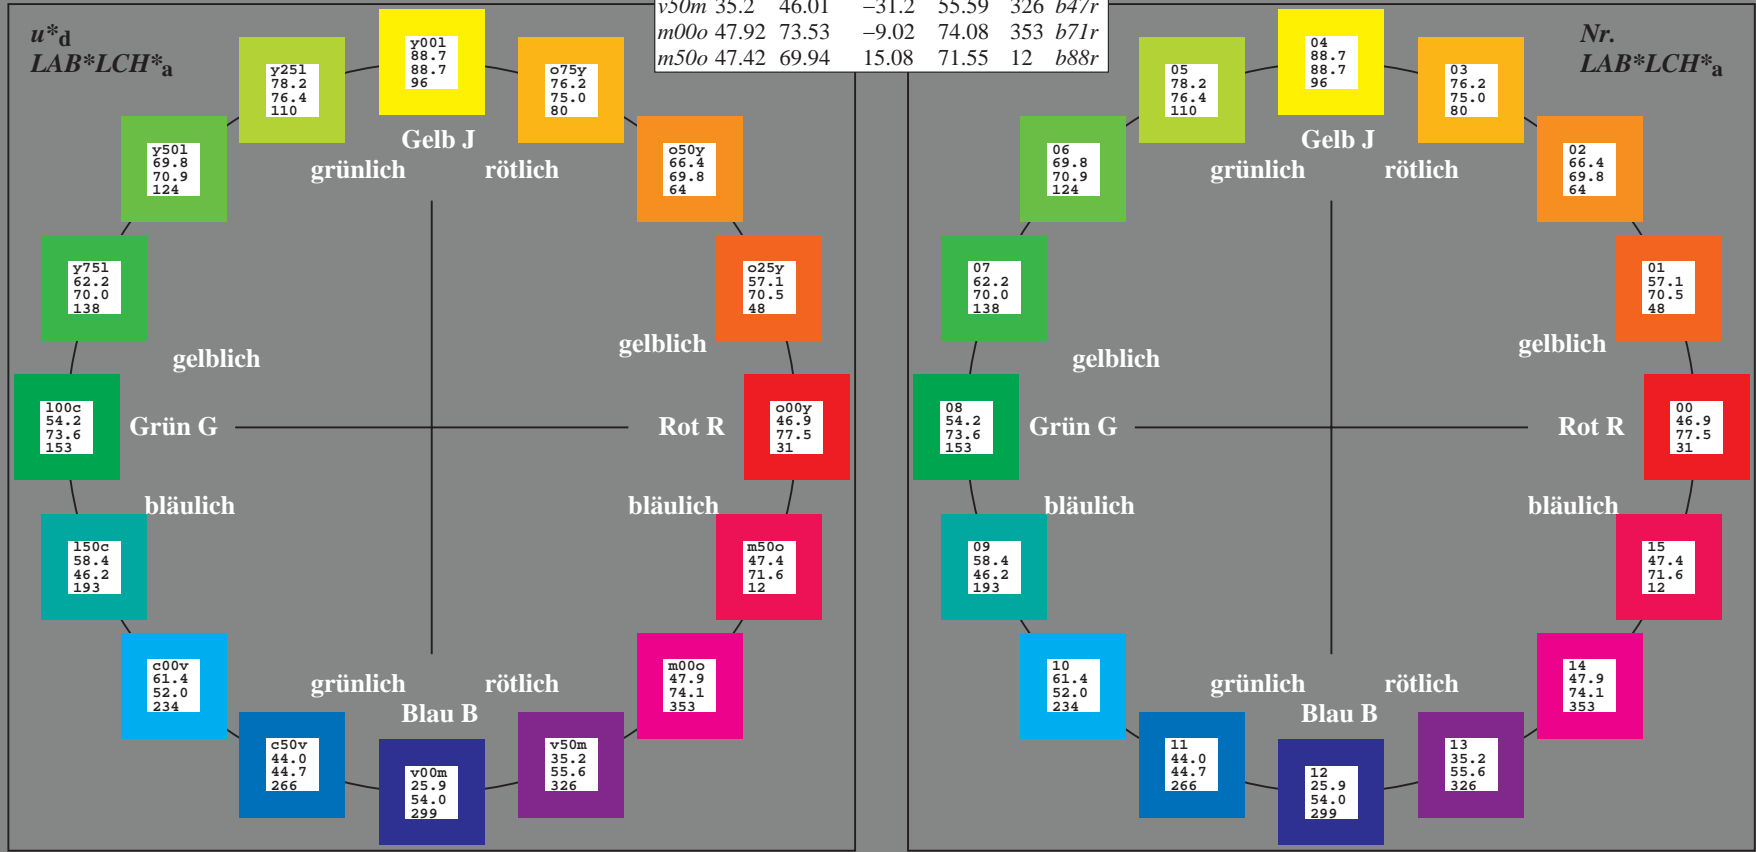 v50m 35.2 46.01 −31.2 55.59 326 b47r
m00o 47.92 73.53 −9.02 74.08 353 b71r
m50o 47.42 69.94 15.08 71.55 12 b88r
u*d
LAB*LCH*a
y00l
88.7
88.7
96
y25l
78.2
76.4
110
o75y
76.2
75.0
80
Gelb J
grünlich rötlich
y50l
69.8
70.9
124
o50y
66.4
69.8
64
y75l
62.2
70.0
138
o25y
57.1
70.5
48
gelblich
gelblich
l00c
54.2
73.6
153
Grün G
Rot R
o00y
46.9
77.5
31
bläulich
bläulich
l50c
58.4
46.2
193
m50o
47.4
71.6
12
c00v
61.4
52.0
234
m00o
47.9
74.1
353
grünlich rötlich
Blau B
c50v
44.0
44.7
266
v00m
25.9
54.0
299
v50m
35.2
55.6
326
Nr.
LAB*LCH*a
04
88.7
88.7
96
05
78.2
76.4
110
03
76.2
75.0
80
Gelb J
grünlich rötlich
06
69.8
70.9
124
02
66.4
69.8
64
07
62.2
70.0
138
01
57.1
70.5
48
gelblich
gelblich
08
54.2
73.6
153
Grün G
Rot R
00
46.9
77.5
31
bläulich
bläulich
09
58.4
46.2
193
15
47.4
71.6
12
10
61.4
52.0
234
14
47.9
74.1
353
grünlich rötlich
Blau B
11
44.0
44.7
266
12
25.9
54.0
299
13
35.2
55.6
326